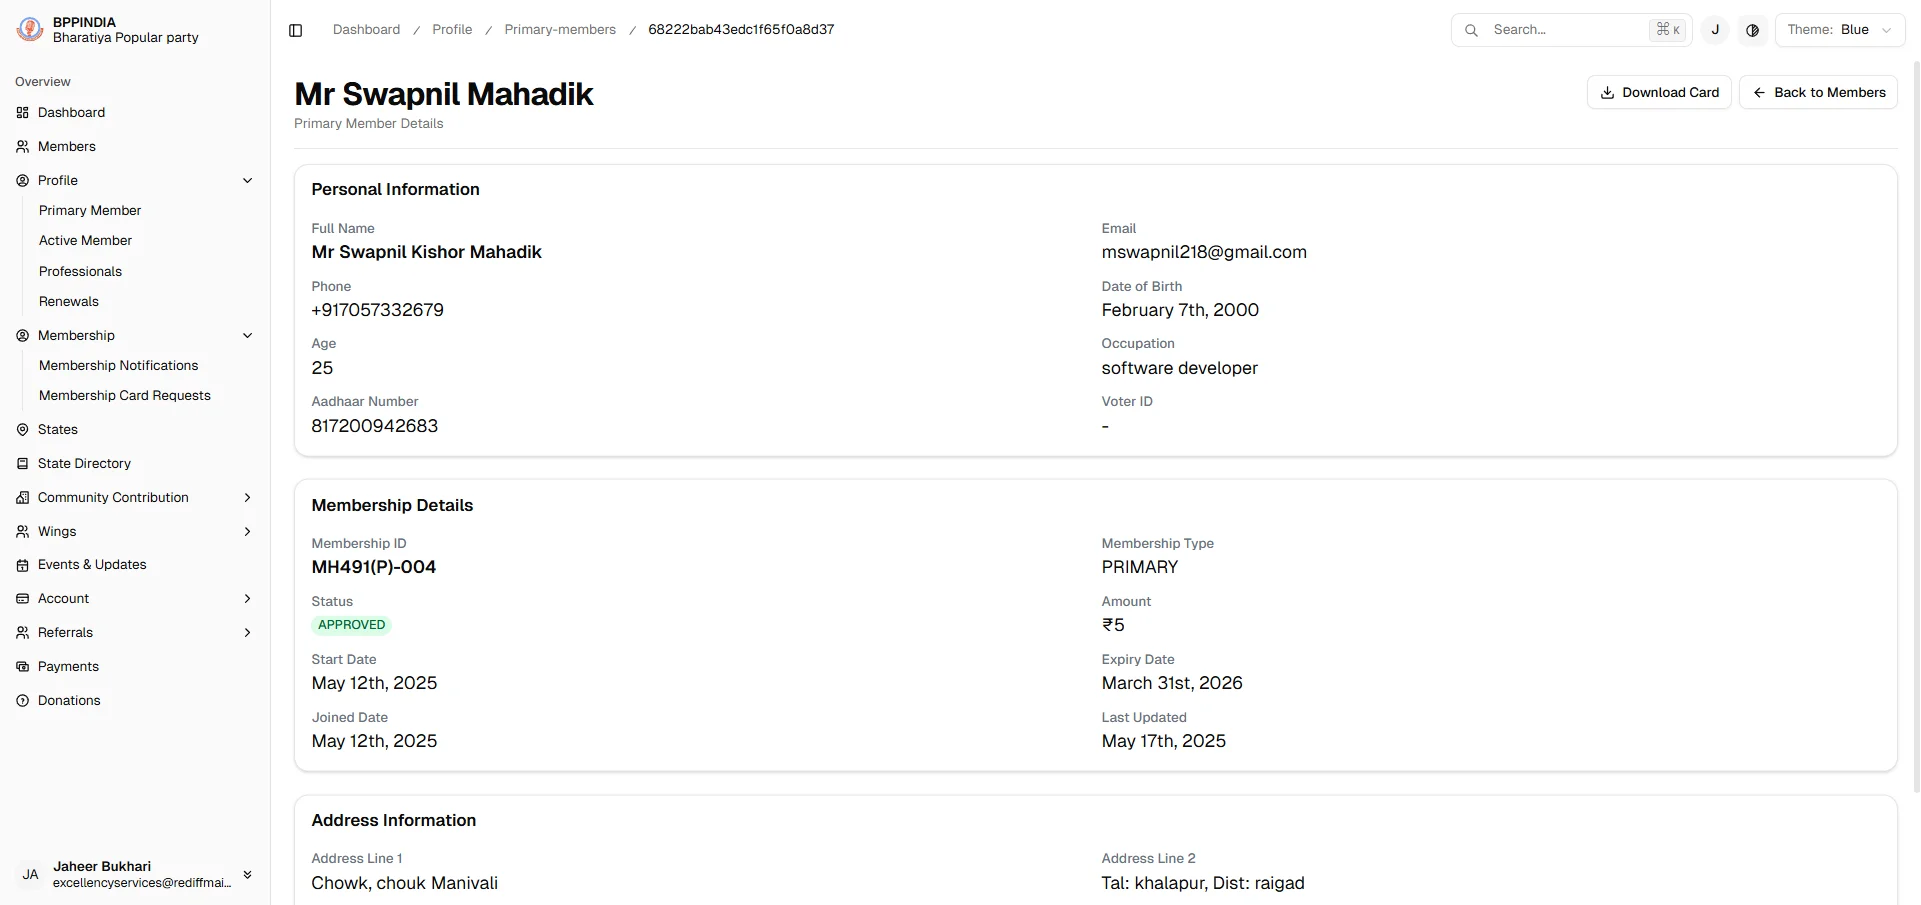 BPPINDIA
Bharatiya Popular party
Overview
Dashboard
Members
Profile
Primary Member
Active Member
Professionals
Renewals
Membership
Membership Notifications
Membership Card Requests
States
State Directory
Community Contribution
Wings
Events & Updates
Account
Referrals
Payments
Donations
JA
Jaheer Bukhari
excellencyservices@rediffmai...
Dashboard / Profile / Primary-members / 68222bab43edc1f65f0a8d37
Search... ⌘ K J Theme: Blue
Mr Swapnil Mahadik
Primary Member Details
Download Card Back to Members
Personal Information
Full Name Email
Mr Swapnil Kishor Mahadik mswapnil218@gmail.com
Phone Date of Birth
+917057332679 February 7th, 2000
Age Occupation
25 software developer
Aadhaar Number Voter ID
817200942683 -
Membership Details
Membership ID Membership Type
MH491(P)-004 PRIMARY
Status Amount
APPROVED ₹5
Start Date Expiry Date
May 12th, 2025 March 31st, 2026
Joined Date Last Updated
May 12th, 2025 May 17th, 2025
Address Information
Address Line 1 Address Line 2
Chowk, chouk Manivali Tal: khalapur, Dist: raigad